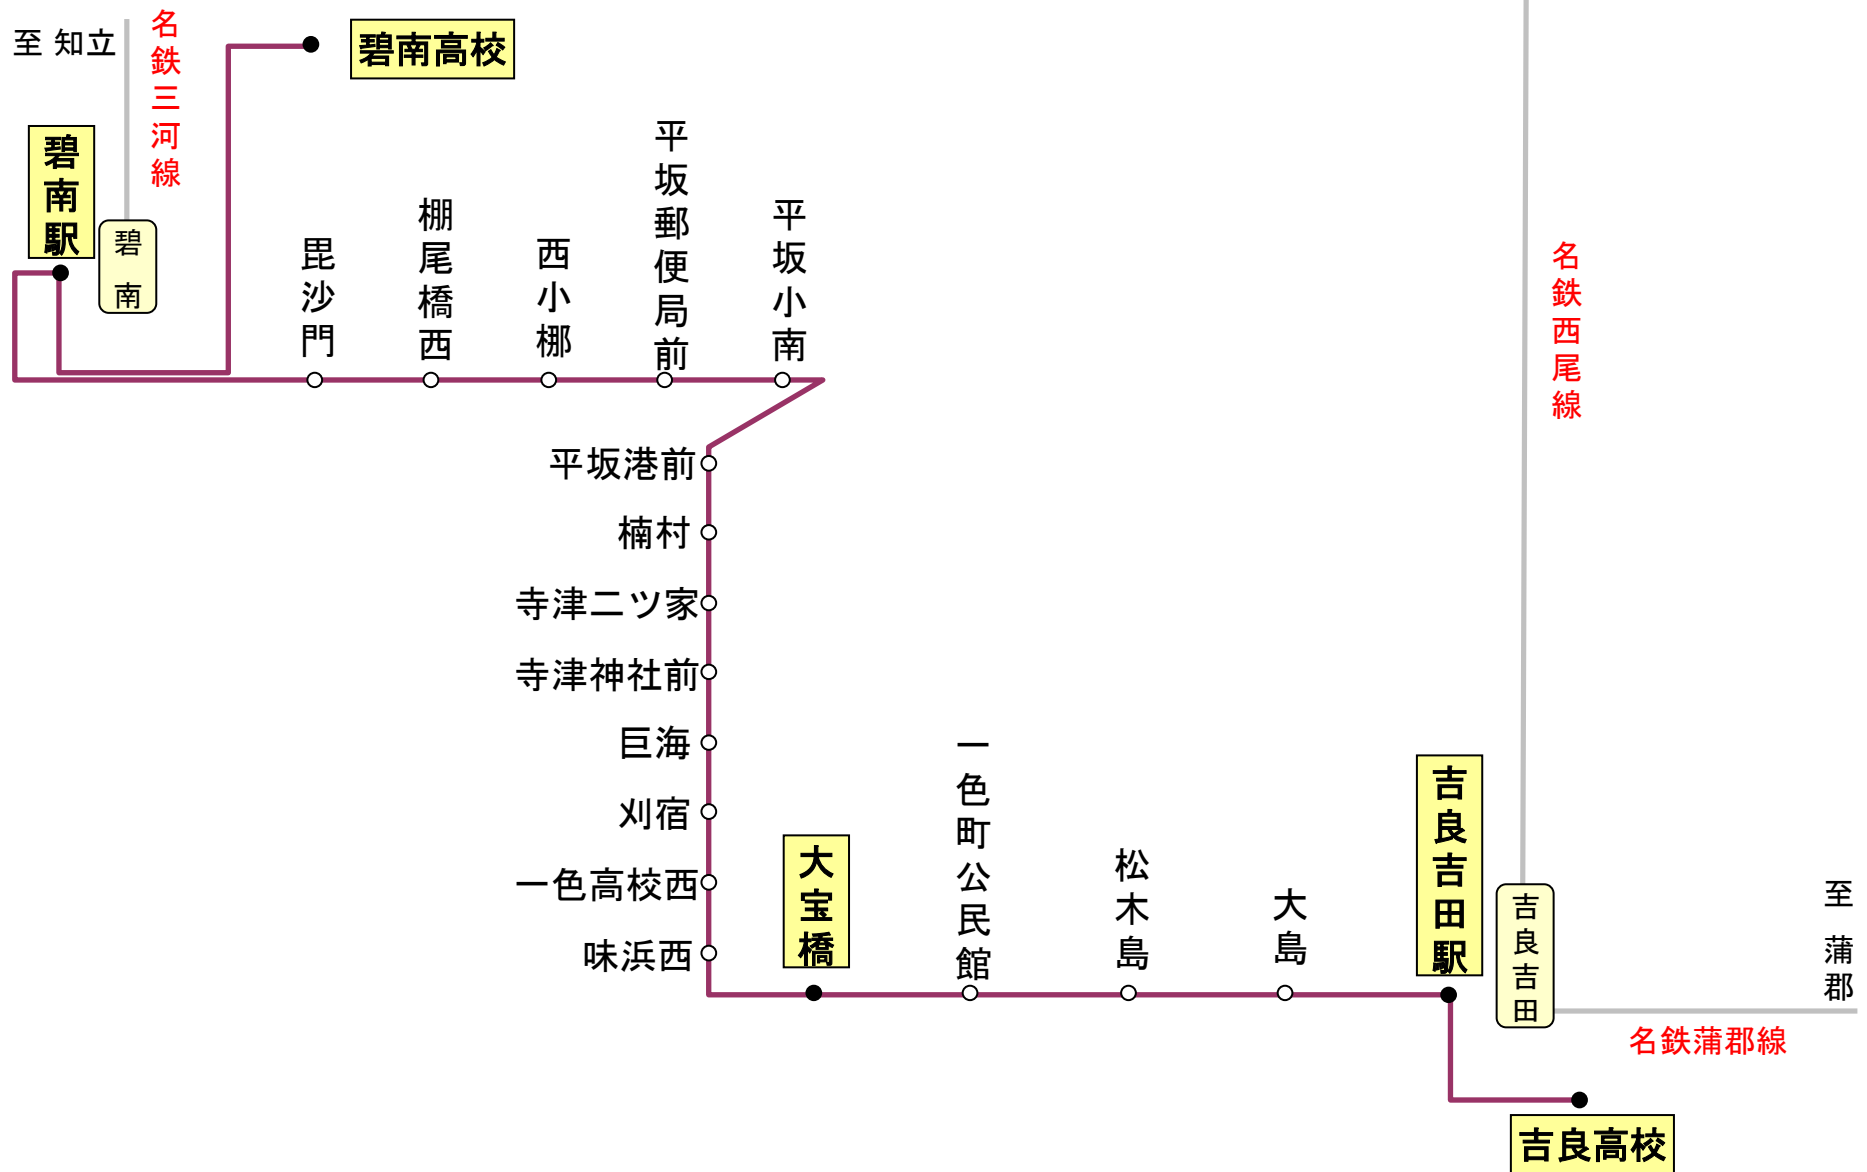 至 知立
名鉄三河線
碧南高校
碧南駅
碧南
毘沙門
棚尾橋西
西小梛
平坂郵便局前
平坂小南
平坂港前
楠村
寺津二ツ家
寺津神社前
巨海
刈宿
一色高校西
味浜西
大宝橋
一色町公民館
松木島
大島
吉良吉田駅
吉良吉田
名鉄西尾線
至 蒲郡
名鉄蒲郡線
吉良高校